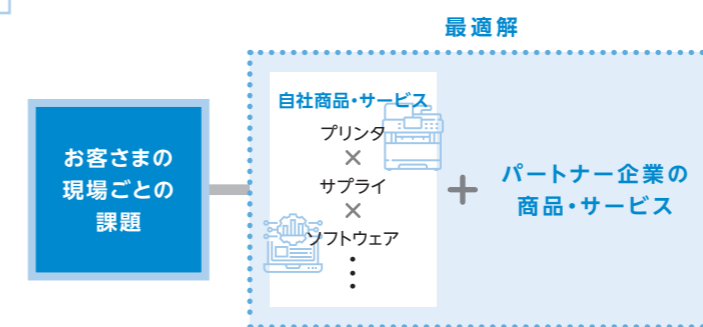 最適解
お客さまの
現場ごとの
課題
自社商品・サービス
プリンタ
×
サプライ
×
ソフトウェア
・
・
・
+
パートナー企業の
商品・サービス